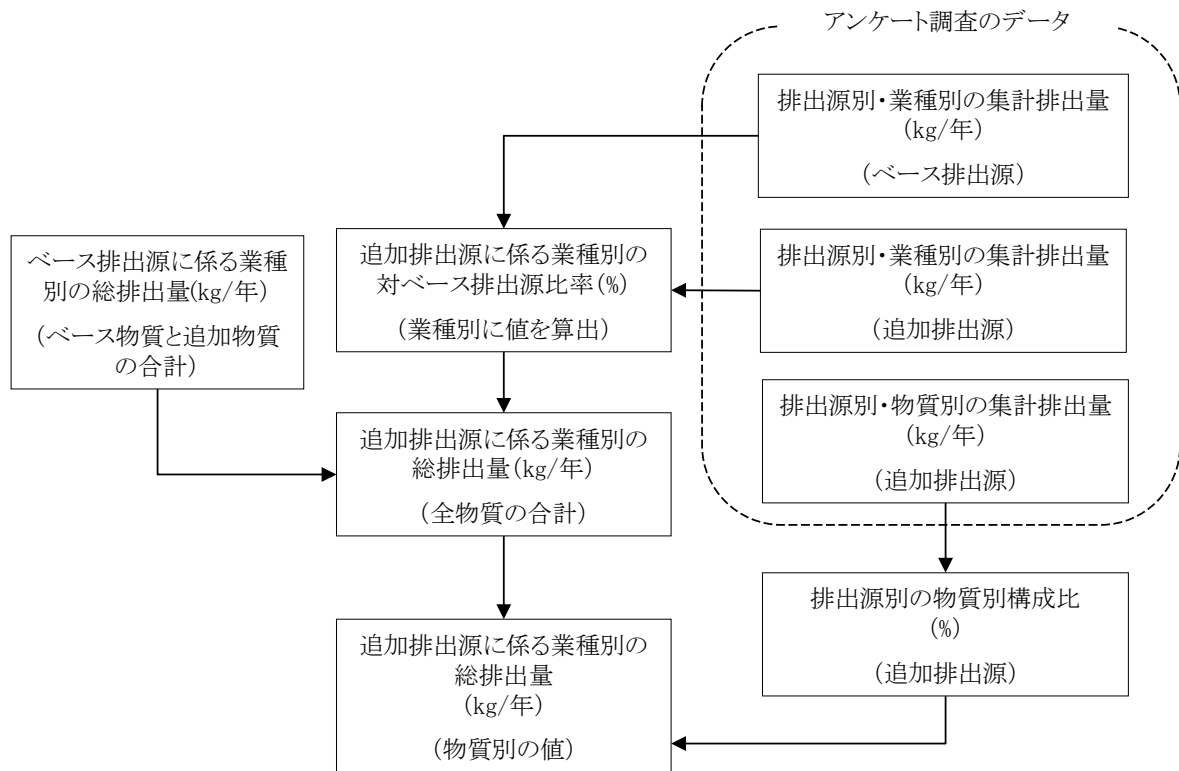 アンケート調査のデータ
排出源別・業種別の集計排出量
(kg/年)
(ベース排出源)
追加排出源に係る業種別の
対ベース排出源比率(%)
(業種別に値を算出)
排出源別・業種別の集計排出量
(kg/年)
(追加排出源)
ベース排出源に係る業種
別の総排出量(kg/年)
(ベース物質と追加物質
の合計)
排出源別・物質別の集計排出量
(kg/年)
(追加排出源)
追加排出源に係る業種別の
総排出量(kg/年)
(全物質の合計)
排出源別の物質別構成比
(%)
(追加排出源)
追加排出源に係る業種別の
総排出量
(kg/年)
(物質別の値)